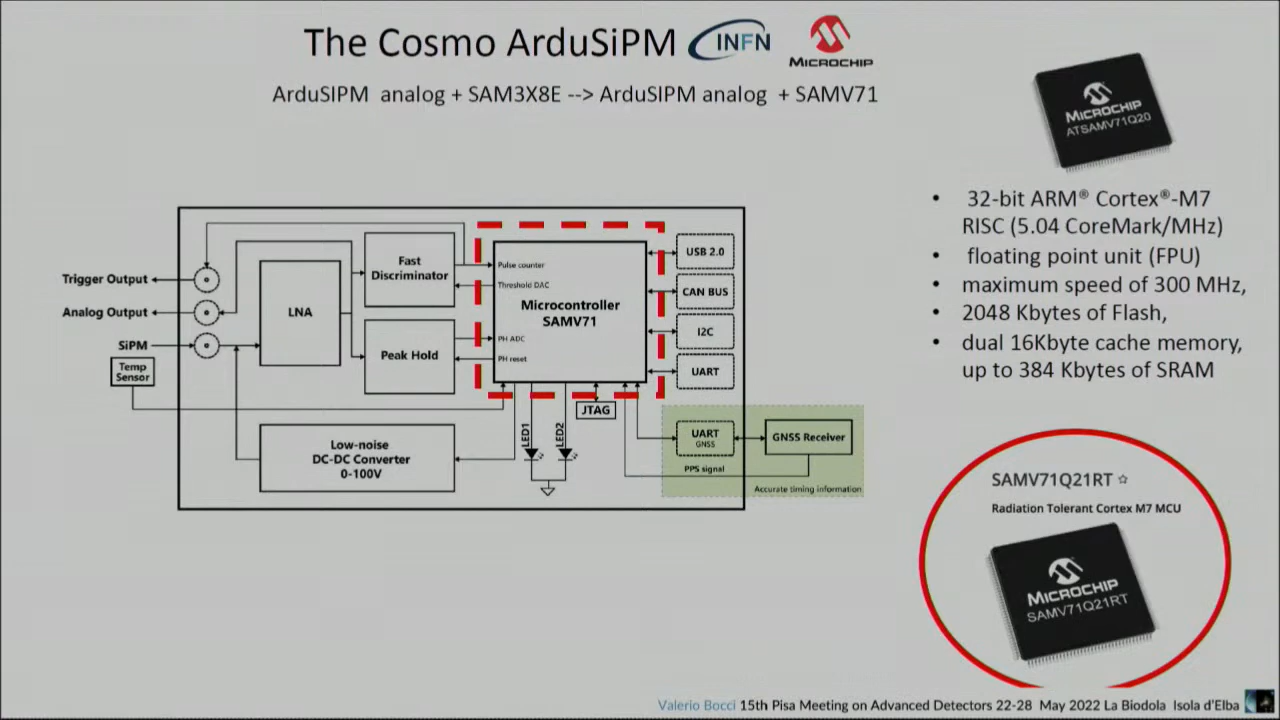 The Cosmo ArduSiPM
INFN
MICROCHIP
ArduSIPM analog + SAM3X8E --> ArduSIPM analog + SAMV71
MICROCHIP
ATSAMV71Q20
• 32-bit ARM® Cortex®-M7
RISC (5.04 CoreMark/MHz)
• floating point unit (FPU)
• maximum speed of 300 MHz,
• 2048 Kbytes of Flash,
• dual 16Kbyte cache memory,
up to 384 Kbytes of SRAM
Trigger Output
Analog Output
SiPM
Temp
Sensor
LNA
Fast
Discriminator
Peak Hold
Low-noise
DC-DC Converter
0-100V
Pulse counter
Threshold DAC
Microcontroller
SAMV71
PH ADC
PH reset
USB 2.0
CAN BUS
I2C
UART
JTAG
LED1
LED2
UART
GNSS
GNSS Receiver
PPS signal
Accurate timing information
SAMV71Q21RT ☆
Radiation Tolerant Cortex M7 MCU
MICROCHIP
SAMV71Q21RT
Valerio Bocci 15th Pisa Meeting on Advanced Detectors 22-28 May 2022 La Biodola Isola d'Elba